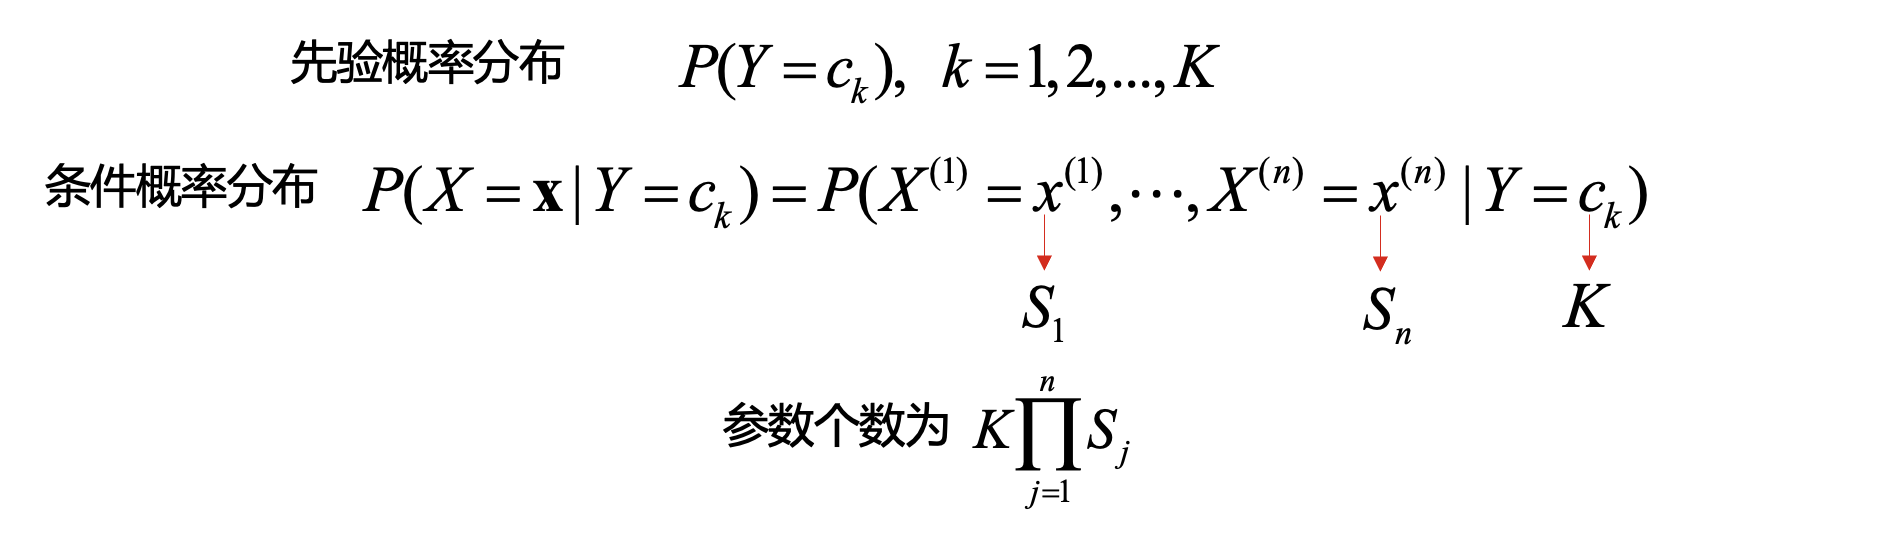 先验概率分布 P(Y = c_k), k = 1,2,...,K
条件概率分布 P(X = x | Y = c_k) = P(X^(1) = x^(1),⋯,X^(n) = x^(n) | Y = c_k)
S_1 S_n K
参数个数为 K∏_{j=1}^{n} S_j